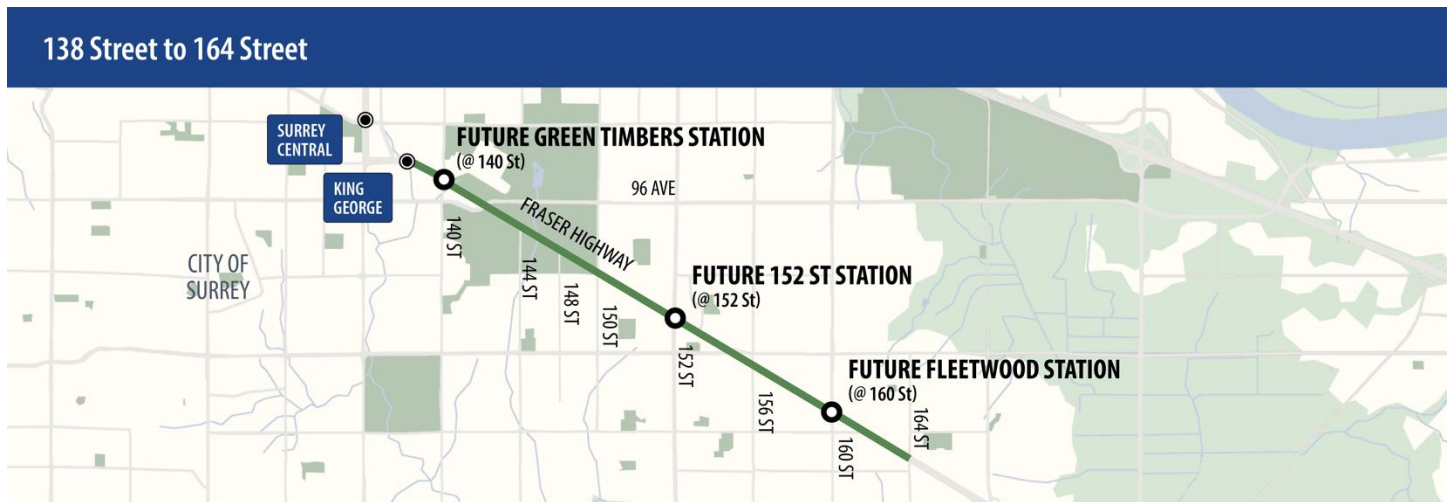 138 Street to 164 Street
SURREY
CENTRAL
FUTURE GREEN TIMBERS STATION
(@ 140 St)
KING
GEORGE
96 AVE
FRASER HIGHWAY
140 ST
CITY OF
SURREY
144 ST
148 ST
150 ST
FUTURE 152 ST STATION
(@ 152 St)
152 ST
FUTURE FLEETWOOD STATION
(@ 160 St)
156 ST
160 ST
164 ST